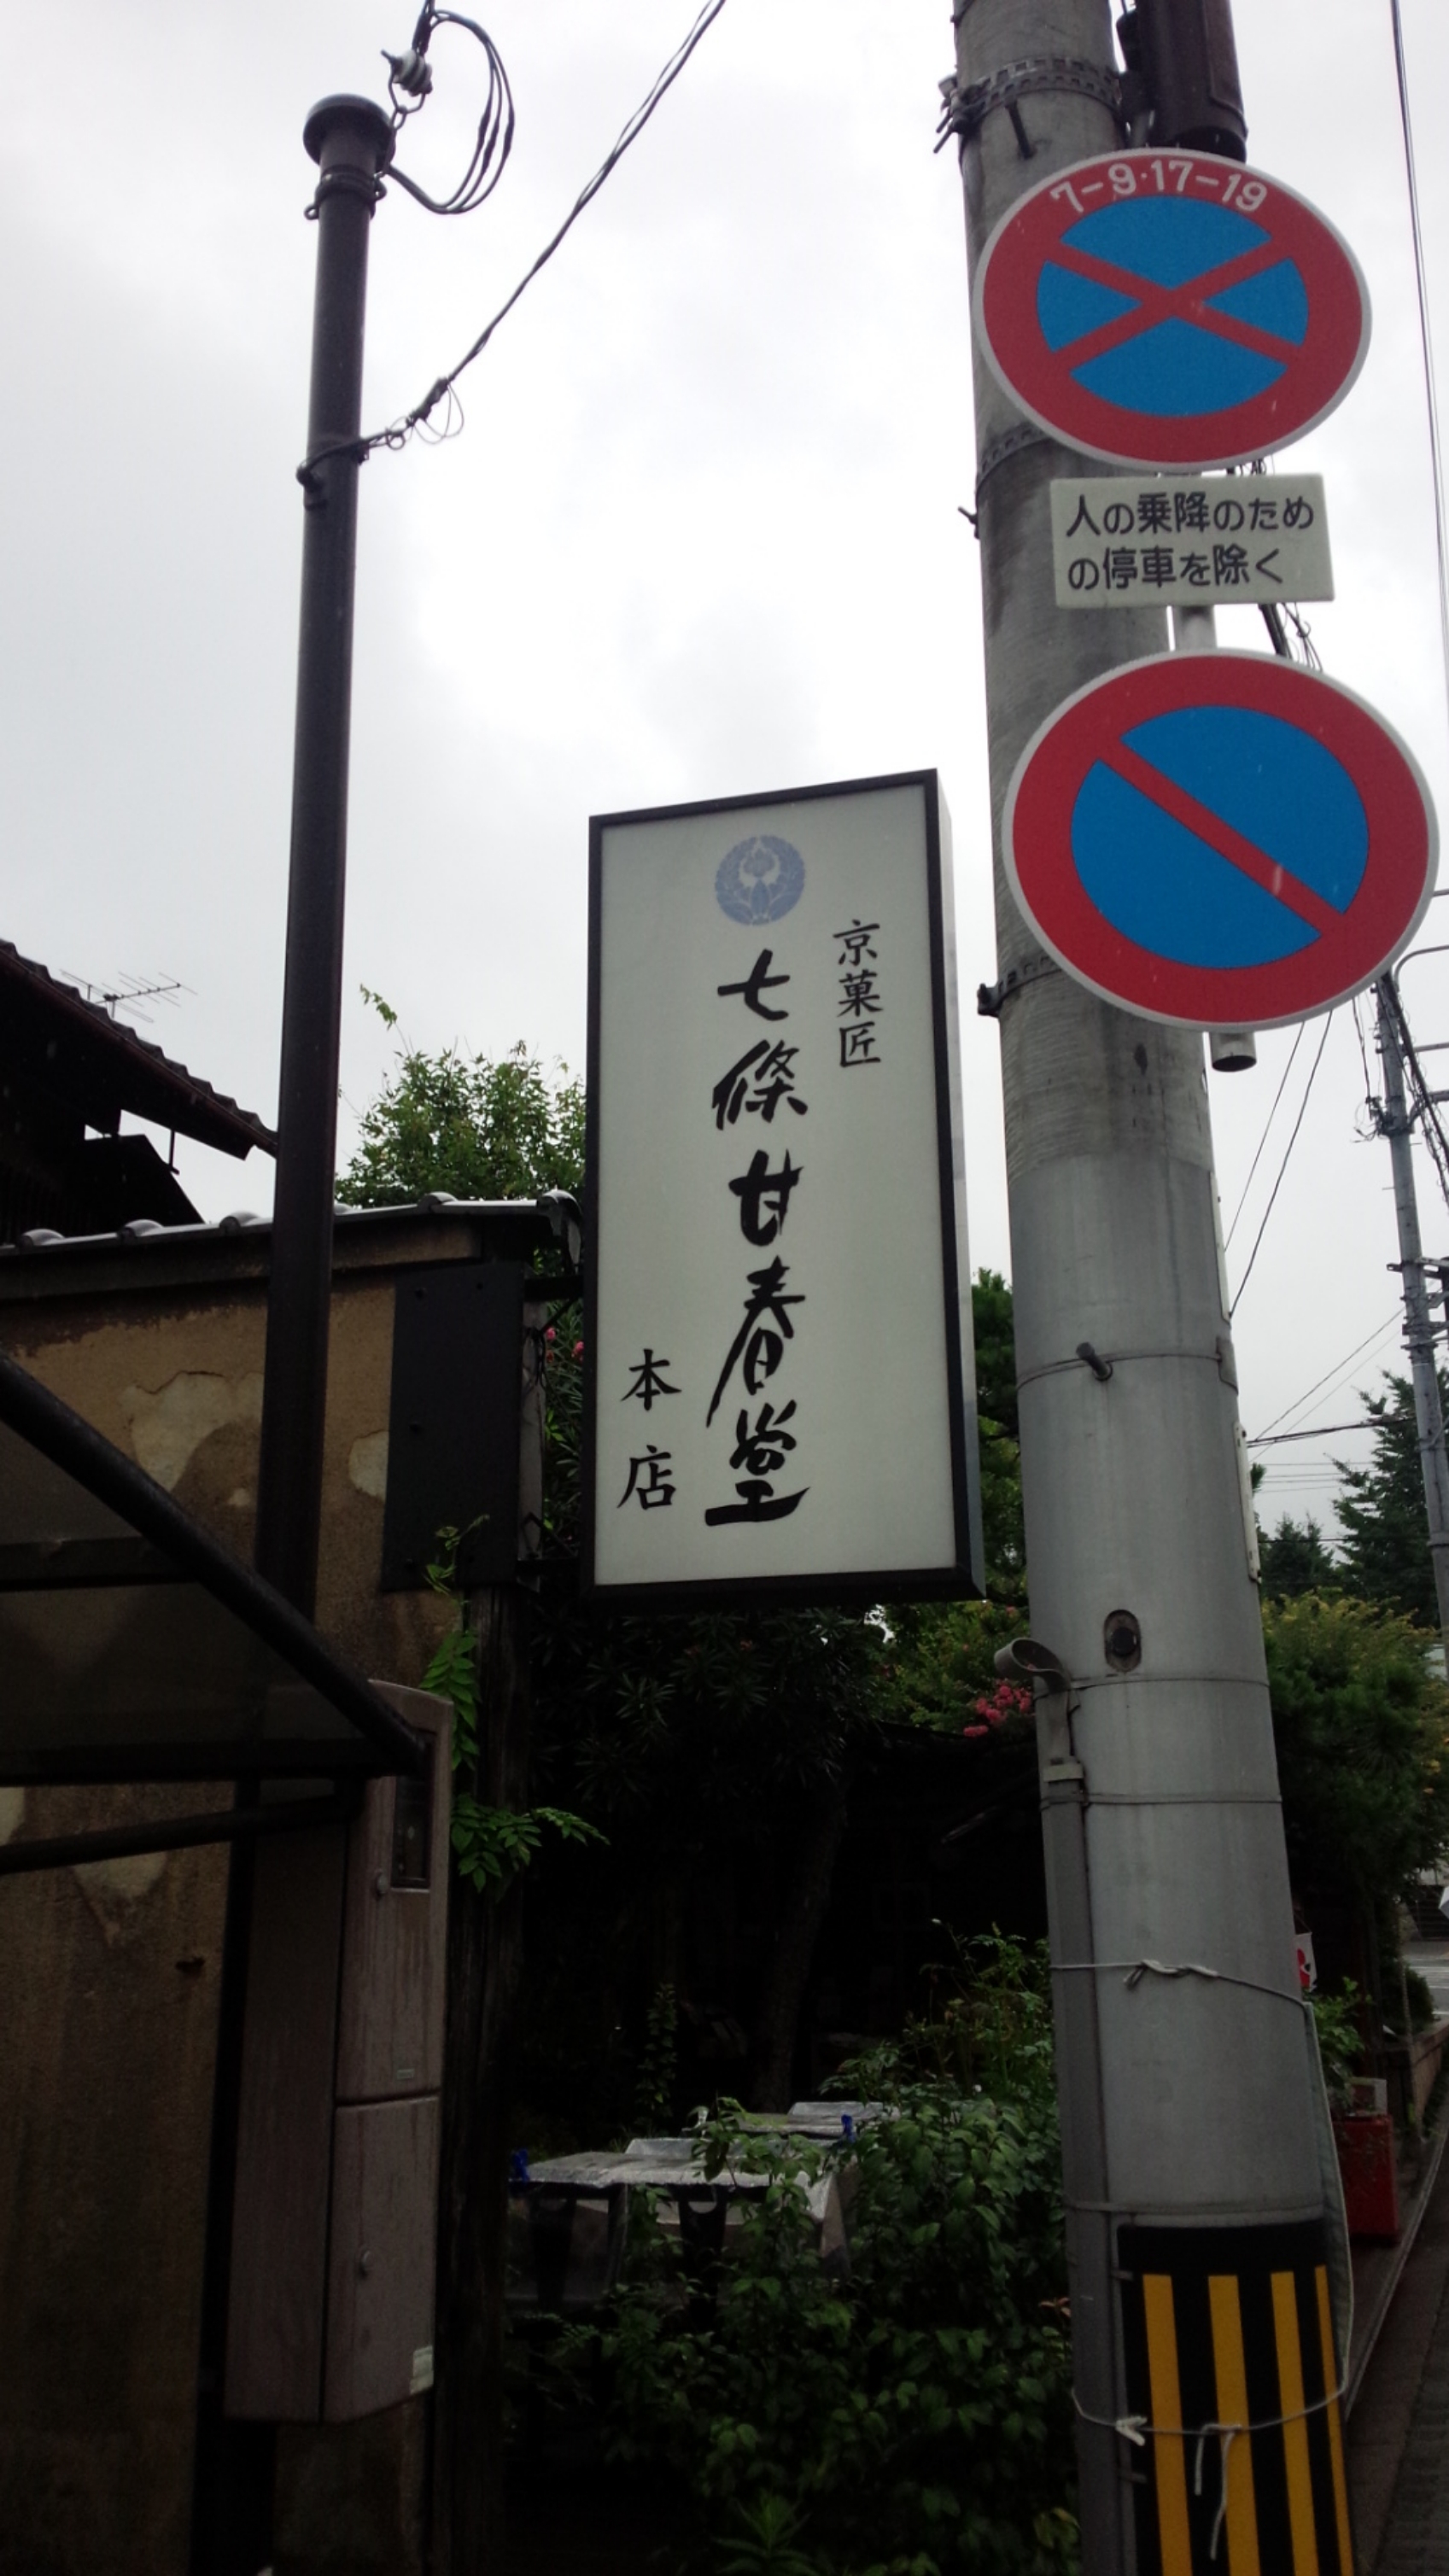 7-9・17-19
人の乗降のため
の停車を除く
京菓匠
七條甘春堂
本店